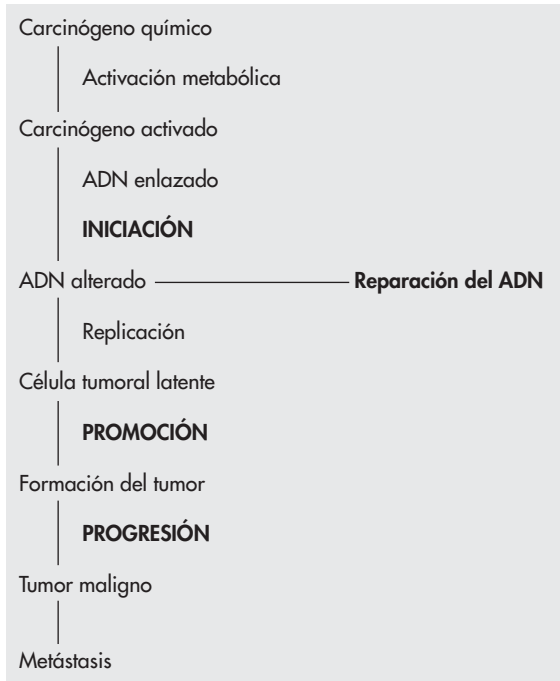 Carcinógeno químico
Activación metabólica
Carcinógeno activado
ADN enlazado
INICIACIÓN
ADN alterado Reparación del ADN
Replicación
Célula tumoral latente
PROMOCIÓN
Formación del tumor
PROGRESIÓN
Tumor maligno
Metástasis